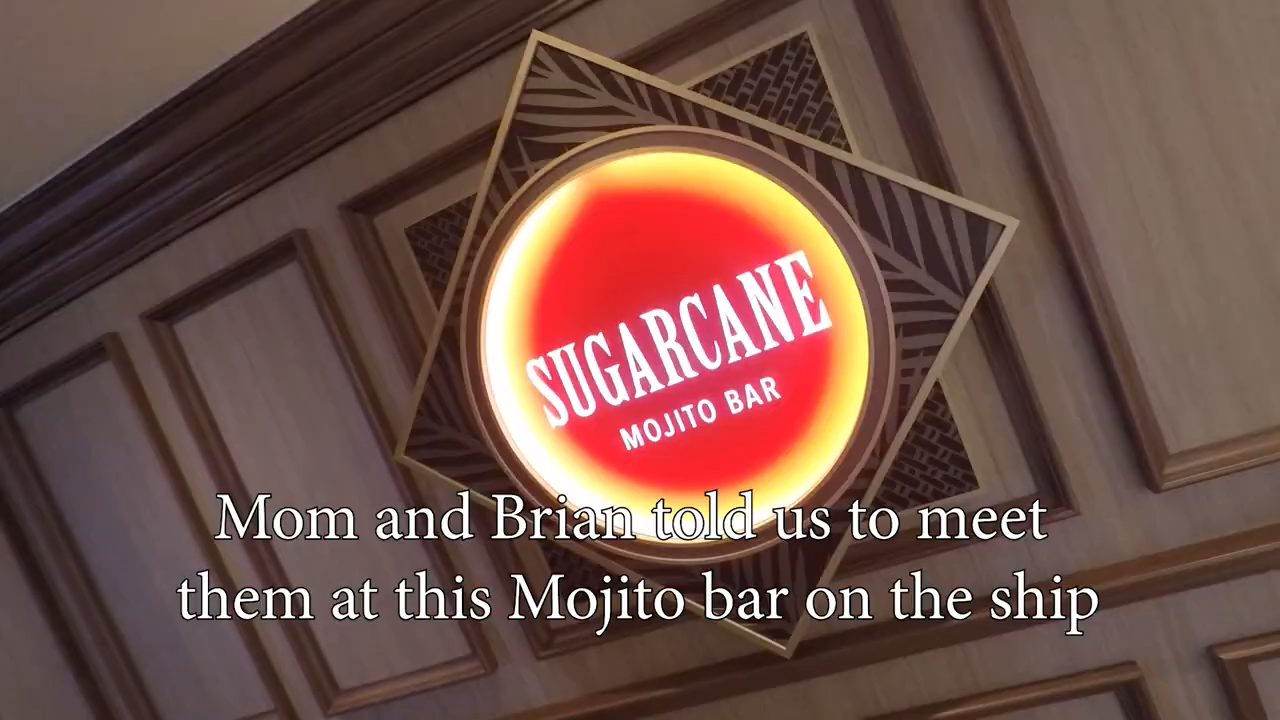 SUGARCANE
MOJITO BAR
Mom and Brian told us to meet
them at this Mojito bar on the ship